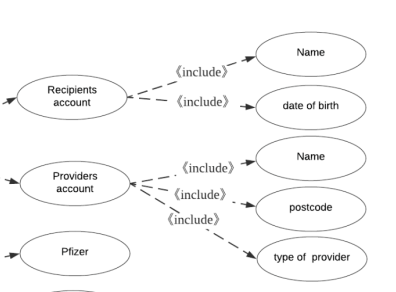 Name
《include》
Recipients
account
《include》
date of birth
Name
《include》
Providers
account
《include》
postcode
《include》
Pfizer
type of provider